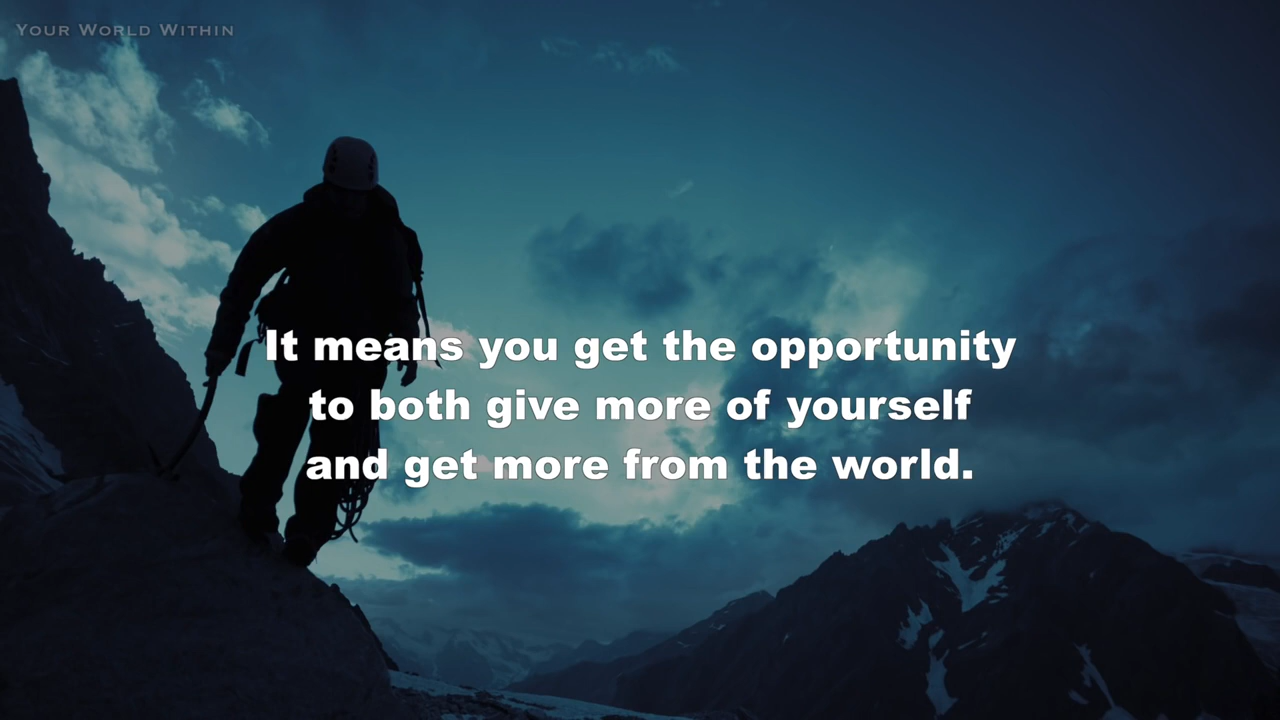 Your World Within
It means you get the opportunity
to both give more of yourself
and get more from the world.